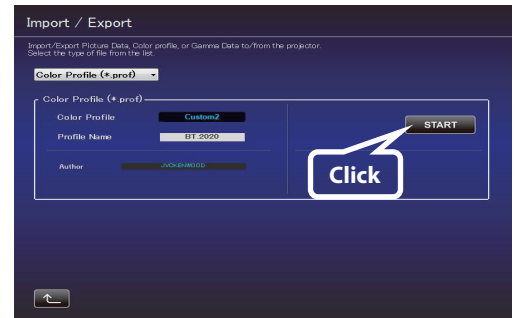 Import / Export
Import/Export Picture Data, Color profile, or Gamma Data to/from the projector.
Select the type of file from the list.
Color Profile (*.prof)
Color Profile (*.prof)
Color Profile Custom2
START
Profile Name BT.2020
Author JVCKENWOOD
Click